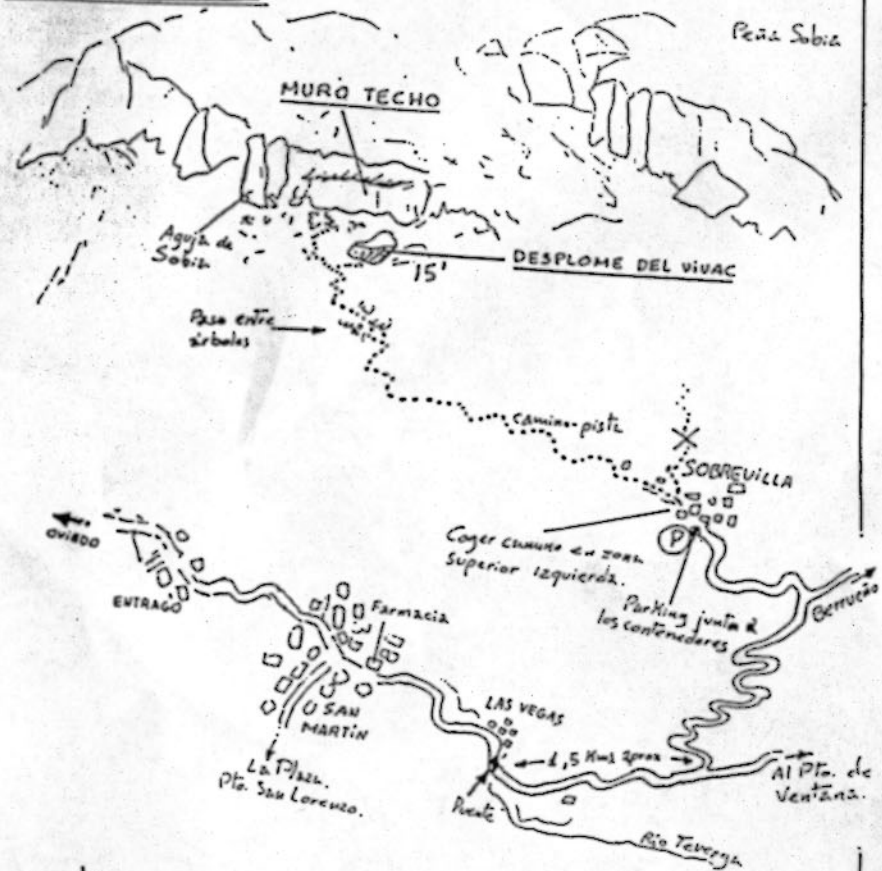 Peña Sobia
MURO TECHO
Aguja de
Sobia
15'
DESPLOME DEL VIVAC
Paso entre
árboles
camino-pista
SOBREVILLA
P
Coger camino en zona
superior izquierda.
Parking junto a
los contenedores
OVIEDO
ENTRAGO
Farmacia
Berrueño
SAN
MARTIN
LAS VEGAS
La Plaza.
Pto. San Lorenzo.
1,5 Kms aprox
Al Pto. de
Ventana.
Puente
Río Teverga